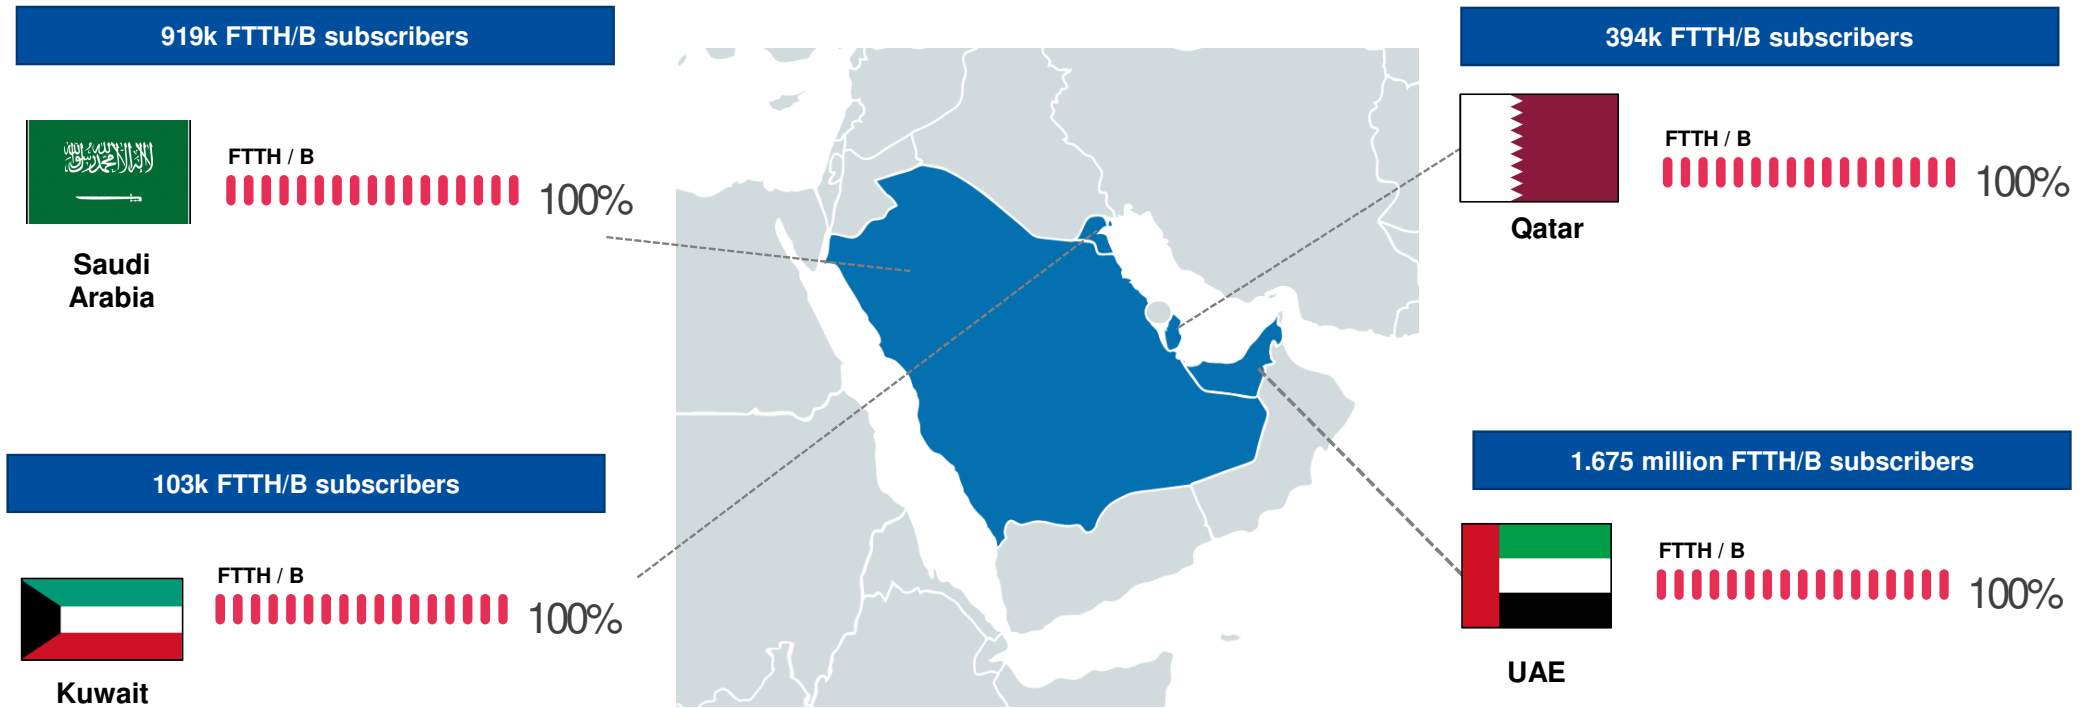 919k FTTH/B subscribers
FTTH / B
100%
Saudi
Arabia
394k FTTH/B subscribers
FTTH / B
100%
Qatar
103k FTTH/B subscribers
FTTH / B
100%
Kuwait
1.675 million FTTH/B subscribers
FTTH / B
100%
UAE